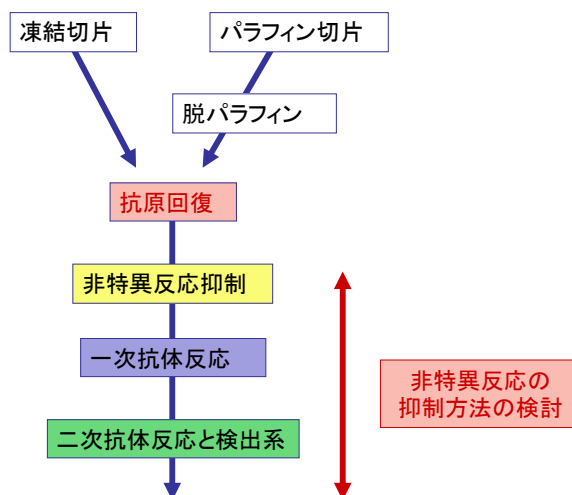 凍結切片
パラフィン切片
脱パラフィン
抗原回復
非特異反応抑制
一次抗体反応
非特異反応の
抑制方法の検討
二次抗体反応と検出系